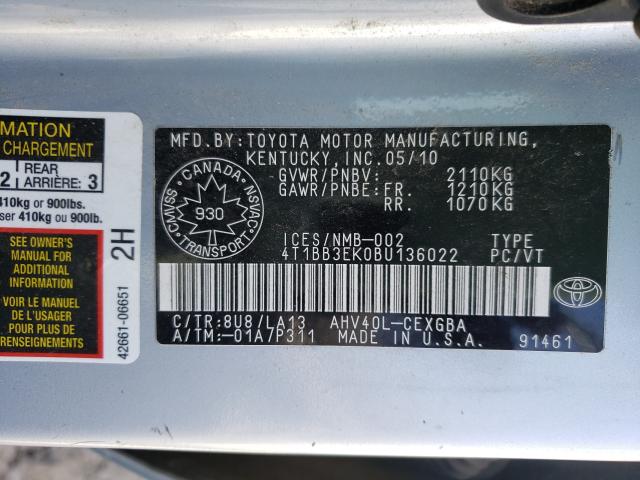 MATION
CHARGEMENT
2 REAR ARRIÈRE: 3
410kg or 900lbs.
ser 410kg ou 900lb.
SEE OWNER'S
MANUAL FOR
ADDITIONAL
INFORMATION
VOIR LE MANUEL
DE L'USAGER
POUR PLUS DE
RENSEIGNEMENTS
2H
42661-06651
MFD.BY:TOYOTA MOTOR MANUFACTURING,
KENTUCKY,INC.05/10
GVWR/PNBV: 2110KG
GAWR/PNBE:FR. 1210KG
RR. 1070KG
CANADA
CMVSS NSVAC
930
TRANSPORT
ICES/NMB-002 TYPE
4T1BB3EK0BU136022 PC/VT
C/TR:8U8/LA13 AHV40L-CEXGBA
A/TM:-01A/P311 MADE IN U.S.A.
91461